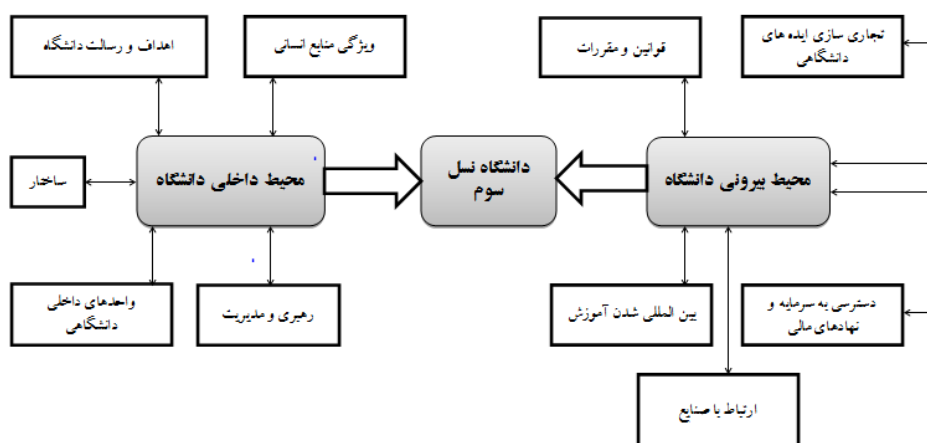 تجاری سازی ایده های
دانشگاهی
قوانین و مقررات
ویژگی منابع انسانی
اهداف و رسالت دانشگاه
محیط بیرونی دانشگاه
دانشگاه نسل
سوم
محیط داخلی دانشگاه
ساختار
دسترسی به سرمایه و
نهادهای مالی
بین المللی شدن آموزش
رهبری و مدیریت
واحدهای داخلی
دانشگاهی
ارتباط با صنایع